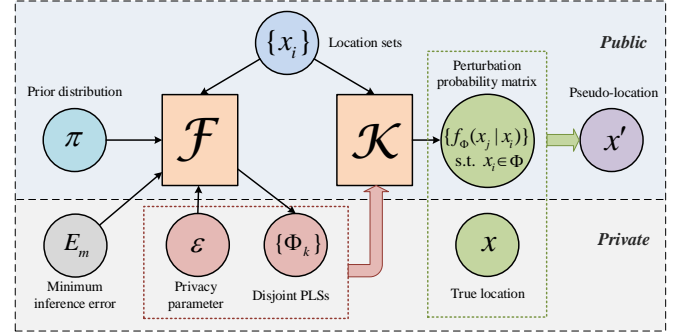 {x_i}
Location sets
Public
Prior distribution
Perturbation
probability matrix
Pseudo-location
π
F
K
{f_Φ(x_j | x_i)}
s.t. x_i ∈ Φ
x′
E_m
ε
{Φ_k}
x
Private
Minimum
inference error
Privacy
parameter
Disjoint PLSs
True location